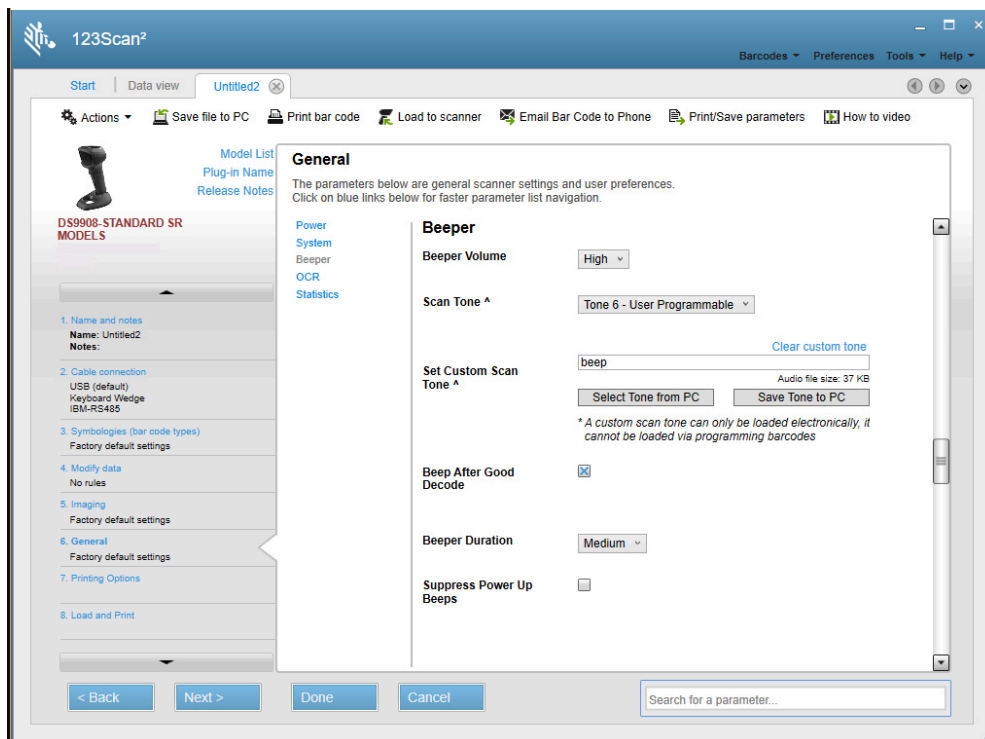 123Scan²
Barcodes Preferences Tools Help
Start Data view Untitled2
Actions Save file to PC Print bar code Load to scanner Email Bar Code to Phone Print/Save parameters How to video
Model List
Plug-in Name
Release Notes
DS9908-STANDARD SR
MODELS
1. Name and notes
Name: Untitled2
Notes:
2. Cable connection
USB (default)
Keyboard Wedge
IBM-RS485
3. Symbologies (bar code types)
Factory default settings
4. Modify data
No rules
5. Imaging
Factory default settings
6. General
Factory default settings
7. Printing Options
8. Load and Print
General
The parameters below are general scanner settings and user preferences.
Click on blue links below for faster parameter list navigation.
Power
System
Beeper
OCR
Statistics
Beeper
Beeper Volume High
Scan Tone ^ Tone 6 - User Programmable
Clear custom tone
Set Custom Scan
Tone ^
beep
Audio file size: 37 KB
Select Tone from PC Save Tone to PC
* A custom scan tone can only be loaded electronically, it
cannot be loaded via programming barcodes
Beep After Good
Decode
Beeper Duration Medium
Suppress Power Up
Beeps
< Back Next > Done Cancel Search for a parameter...